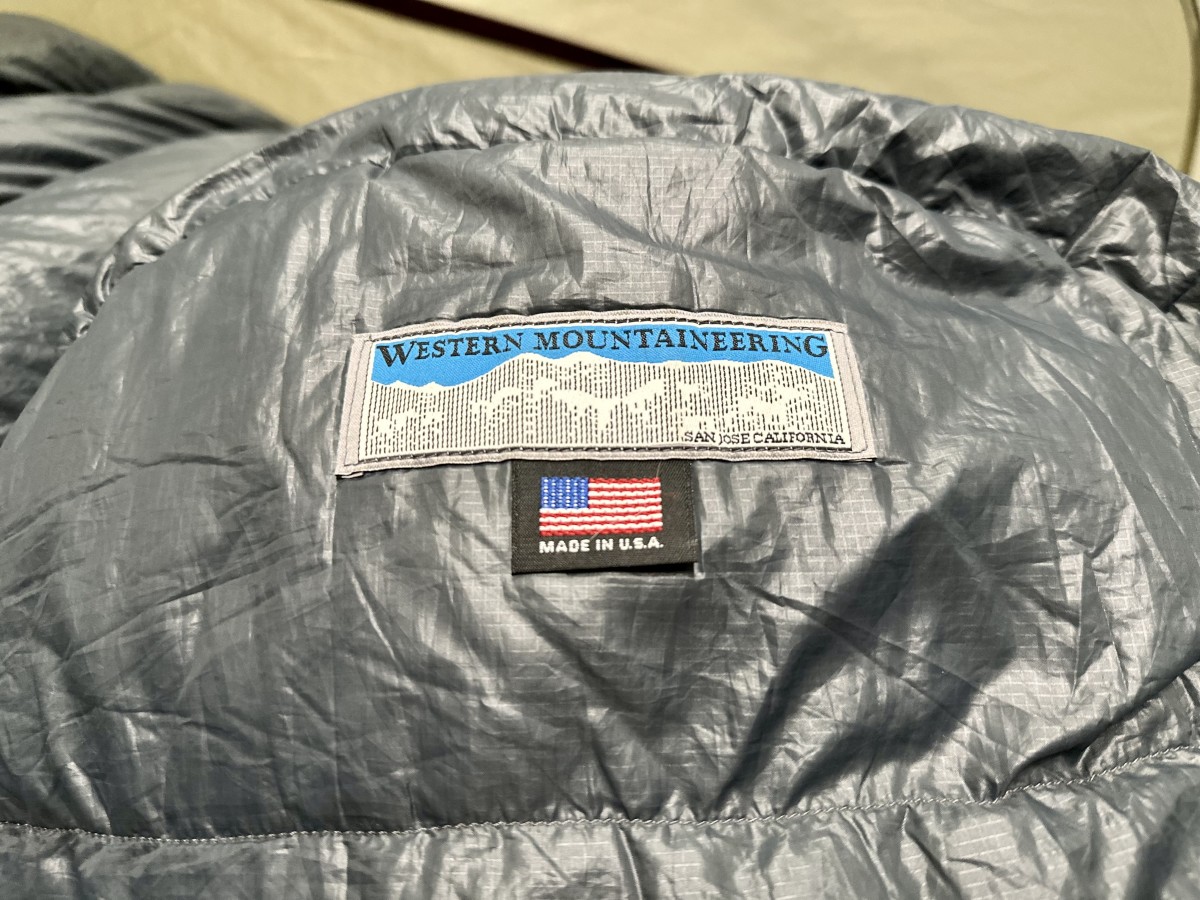 WESTERN MOUNTAINEERING
SAN JOSE CALIFORNIA
MADE IN U.S.A.